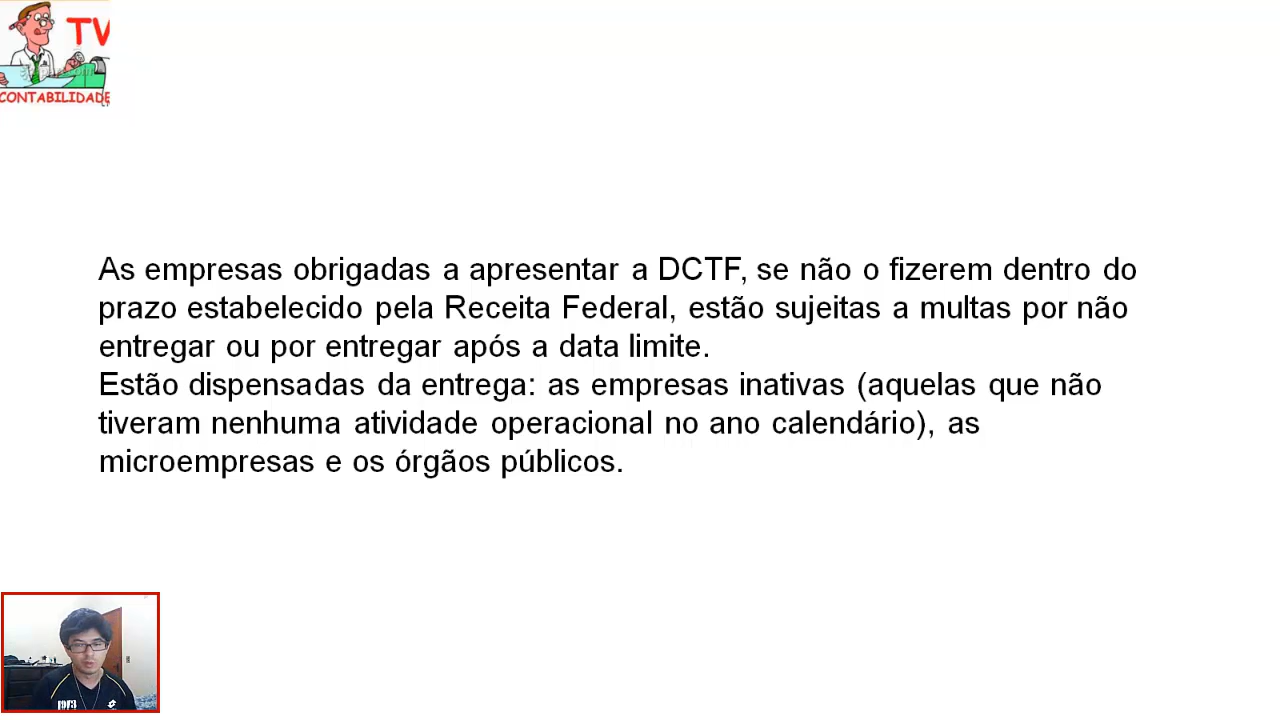 TV
CONTABILIDADE
As empresas obrigadas a apresentar a DCTF, se não o fizerem dentro do
prazo estabelecido pela Receita Federal, estão sujeitas a multas por não
entregar ou por entregar após a data limite.
Estão dispensadas da entrega: as empresas inativas (aquelas que não
tiveram nenhuma atividade operacional no ano calendário), as
microempresas e os órgãos públicos.